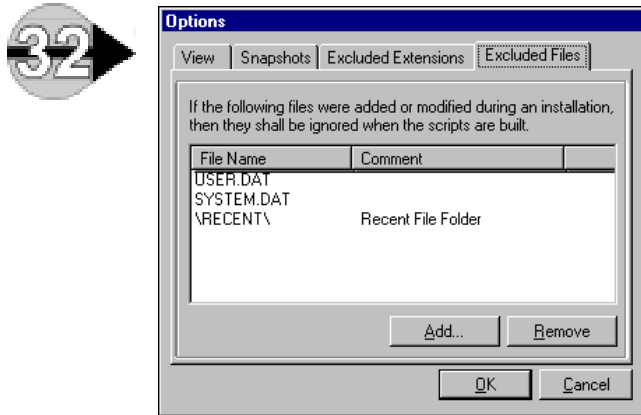 32
Options
View Snapshots Excluded Extensions Excluded Files
If the following files were added or modified during an installation,
then they shall be ignored when the scripts are built.
File Name Comment
USER.DAT
SYSTEM.DAT
\RECENT\ Recent File Folder
Add... Remove
OK Cancel